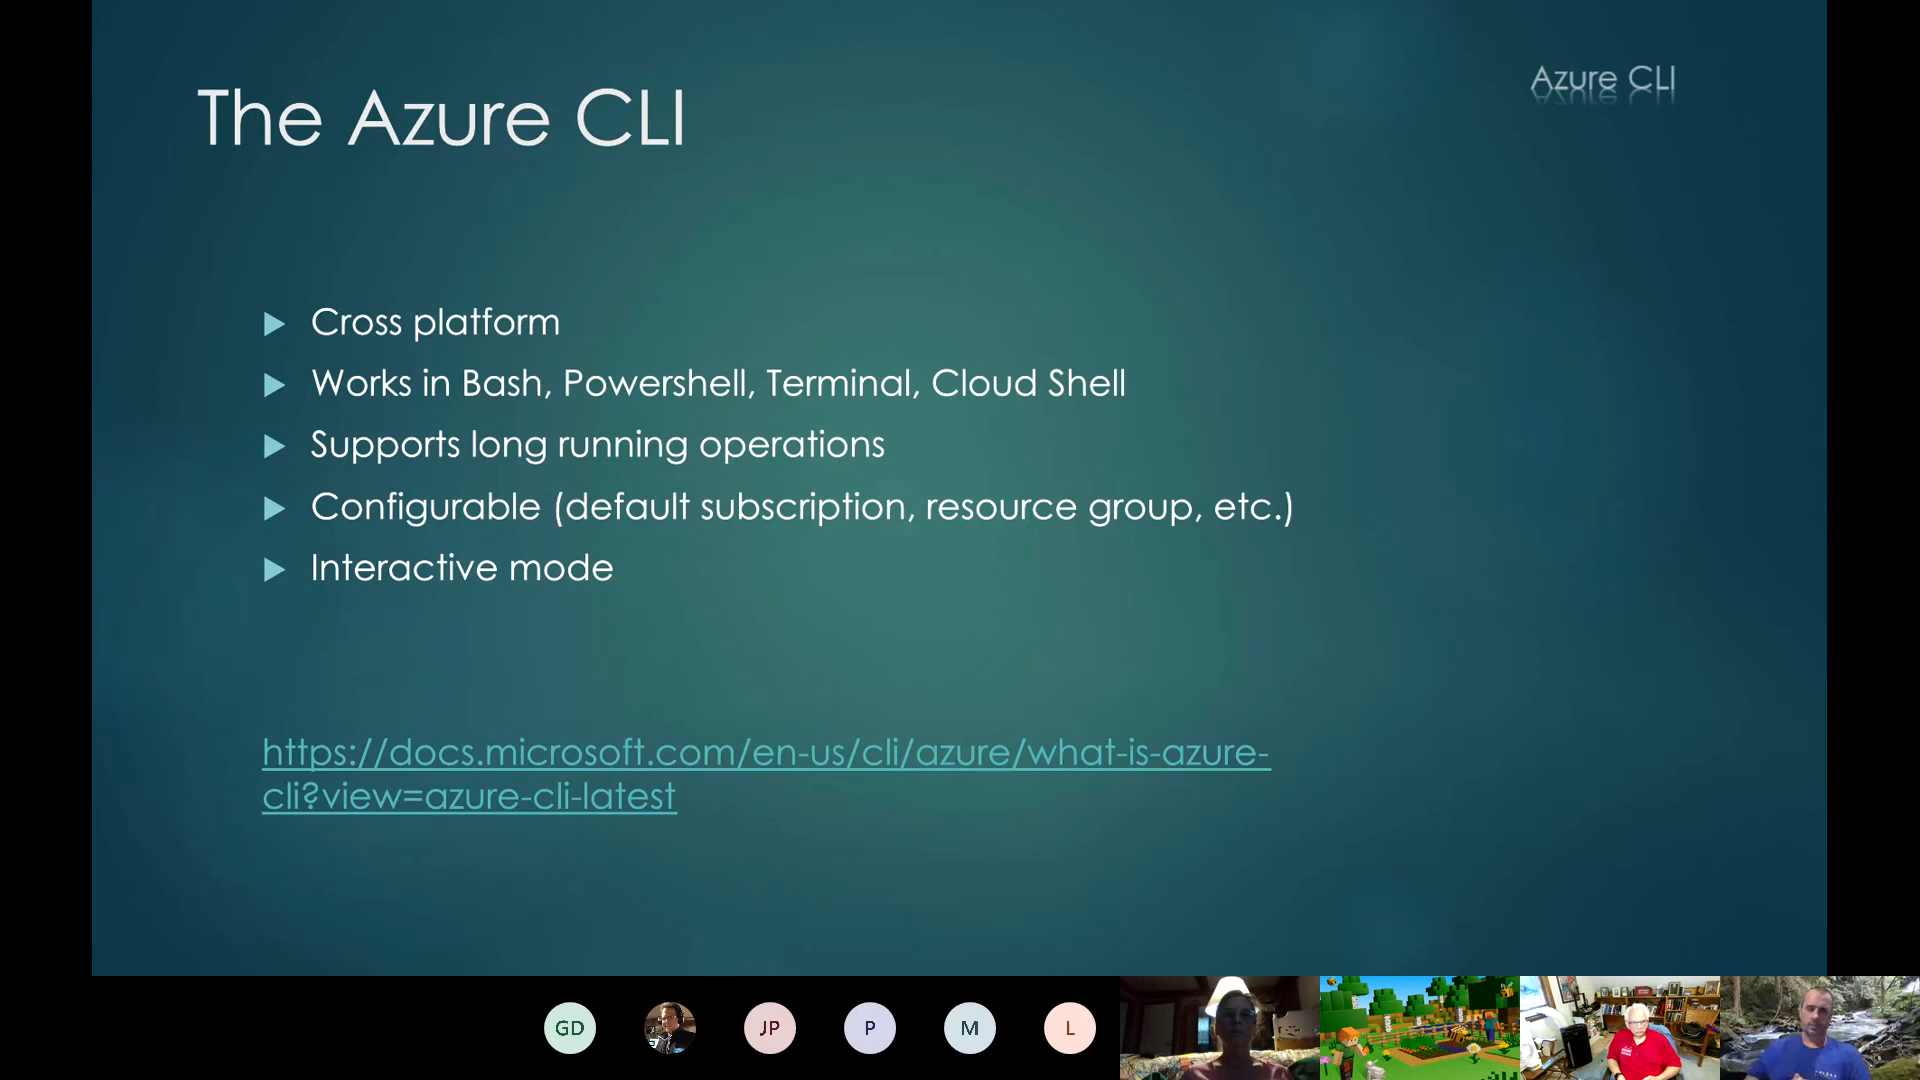 Azure CLI
The Azure CLI
Cross platform
Works in Bash, Powershell, Terminal, Cloud Shell
Supports long running operations
Configurable (default subscription, resource group, etc.)
Interactive mode
https://docs.microsoft.com/en-us/cli/azure/what-is-azure-
cli?view=azure-cli-latest
GD
JP
P
M
L